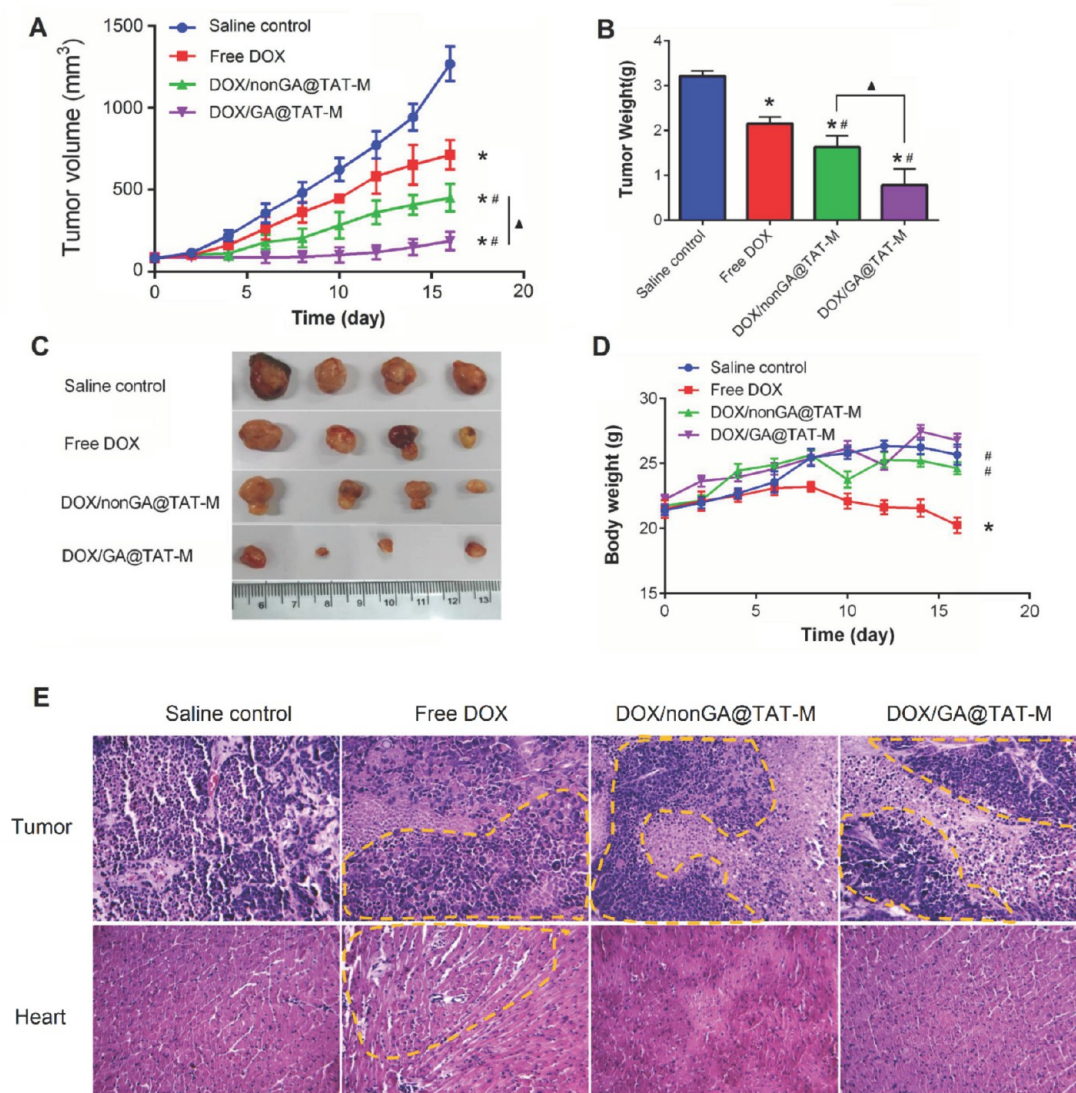 A
Tumor volume (mm3)
1500
1000
500
0
0 5 10 15 20
Time (day)
Saline control
Free DOX
DOX/nonGA@TAT-M
DOX/GA@TAT-M
*
* #
* #
▲
B
Tumor Weight(g)
4
3
2
1
0
*
* #
* #
▲
Saline control
Free DOX
DOX/nonGA@TAT-M
DOX/GA@TAT-M
C
Saline control
Free DOX
DOX/nonGA@TAT-M
DOX/GA@TAT-M
6 7 8 9 10 11 12 13
D
Saline control
Free DOX
DOX/nonGA@TAT-M
DOX/GA@TAT-M
Body weight (g)
30
25
20
15
0 5 10 15 20
Time (day)
#
#
*
E
Saline control Free DOX DOX/nonGA@TAT-M DOX/GA@TAT-M
Tumor
Heart